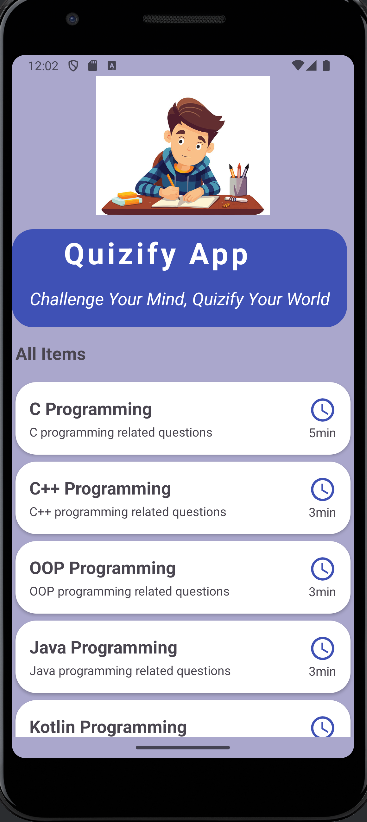 12:02
Quizify App
Challenge Your Mind, Quizify Your World
All Items
C Programming
C programming related questions
5min
C++ Programming
C++ programming related questions
3min
OOP Programming
OOP programming related questions
3min
Java Programming
Java programming related questions
3min
Kotlin Programming